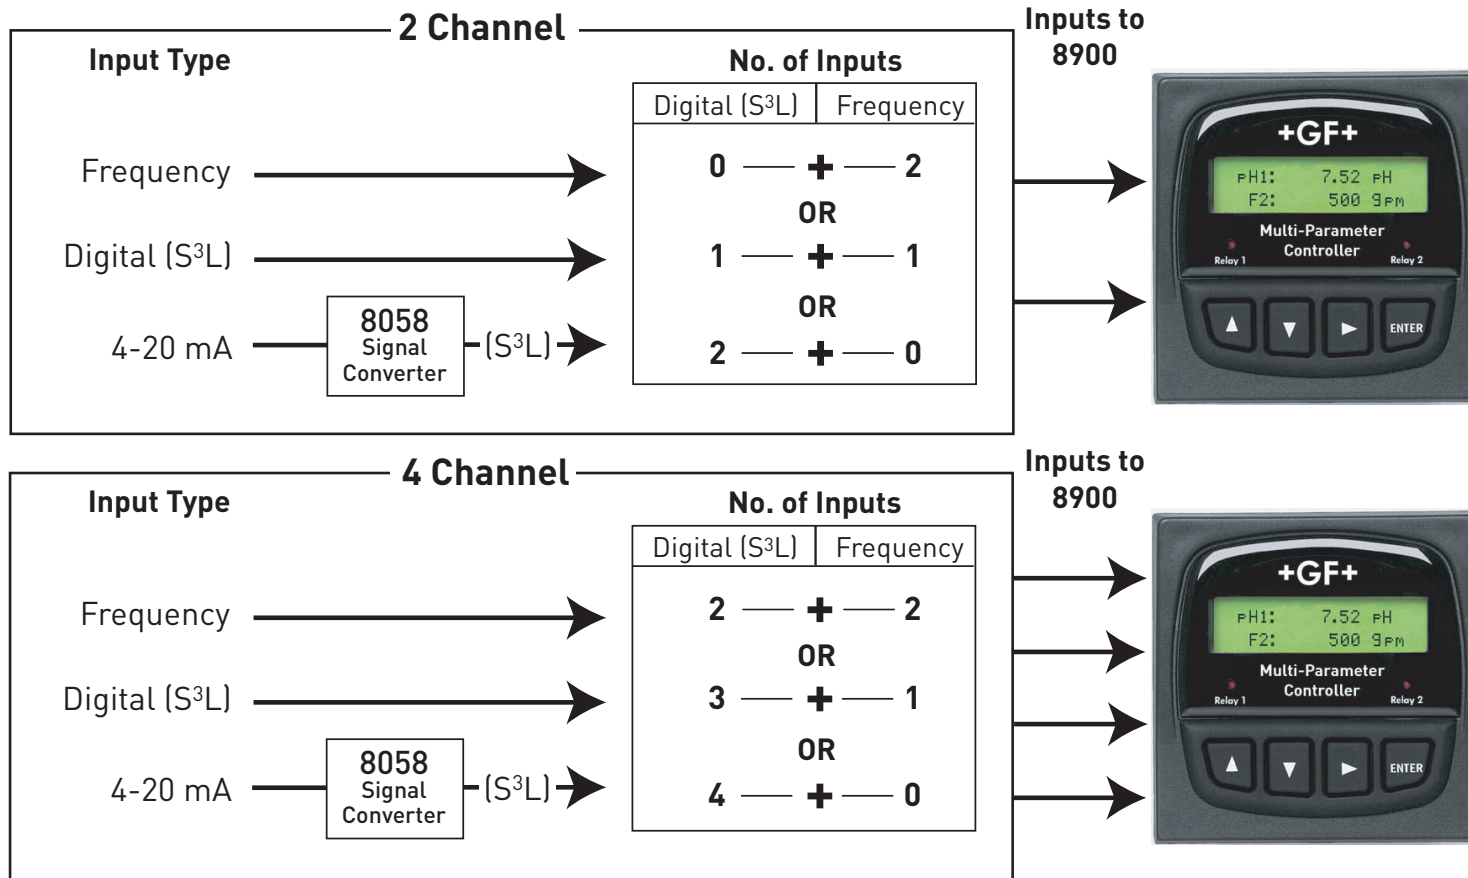 2 Channel
Inputs to
8900
Input Type
No. of Inputs
Digital (S³L) Frequency
Frequency
0 + 2
OR
Digital (S³L)
1 + 1
OR
4-20 mA
8058
Signal
Converter
(S³L)
2 + 0
+GF+
pH1: 7.52 pH
F2: 500 gpm
Multi-Parameter
Controller
Relay 1
Relay 2
ENTER
4 Channel
Inputs to
8900
Input Type
No. of Inputs
Digital (S³L) Frequency
Frequency
2 + 2
OR
Digital (S³L)
3 + 1
OR
4-20 mA
8058
Signal
Converter
(S³L)
4 + 0
+GF+
pH1: 7.52 pH
F2: 500 gpm
Multi-Parameter
Controller
Relay 1
Relay 2
ENTER